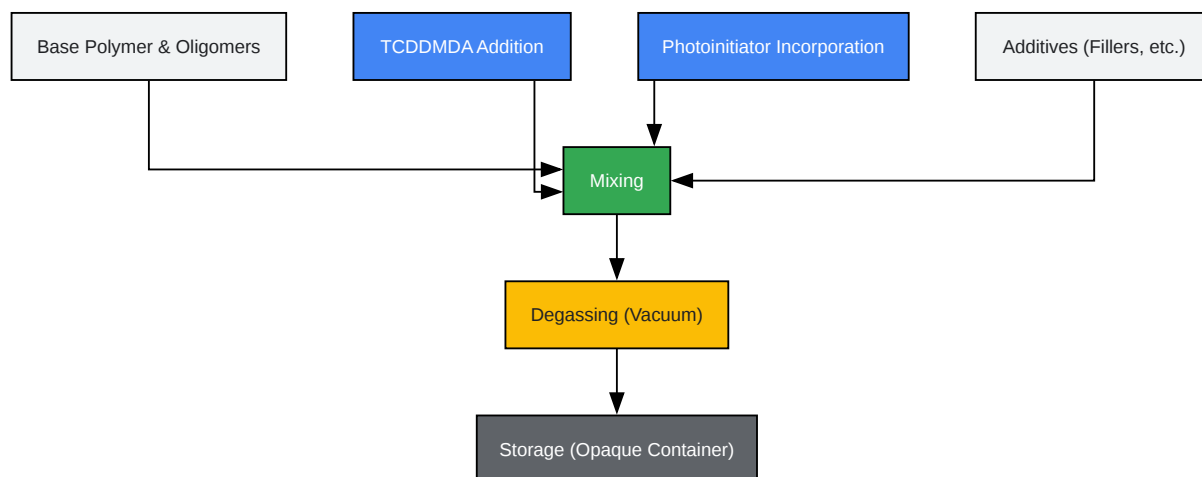 Base Polymer & Oligomers
TCDDMDA Addition
Photoinitiator Incorporation
Additives (Fillers, etc.)
Mixing
Degassing (Vacuum)
Storage (Opaque Container)